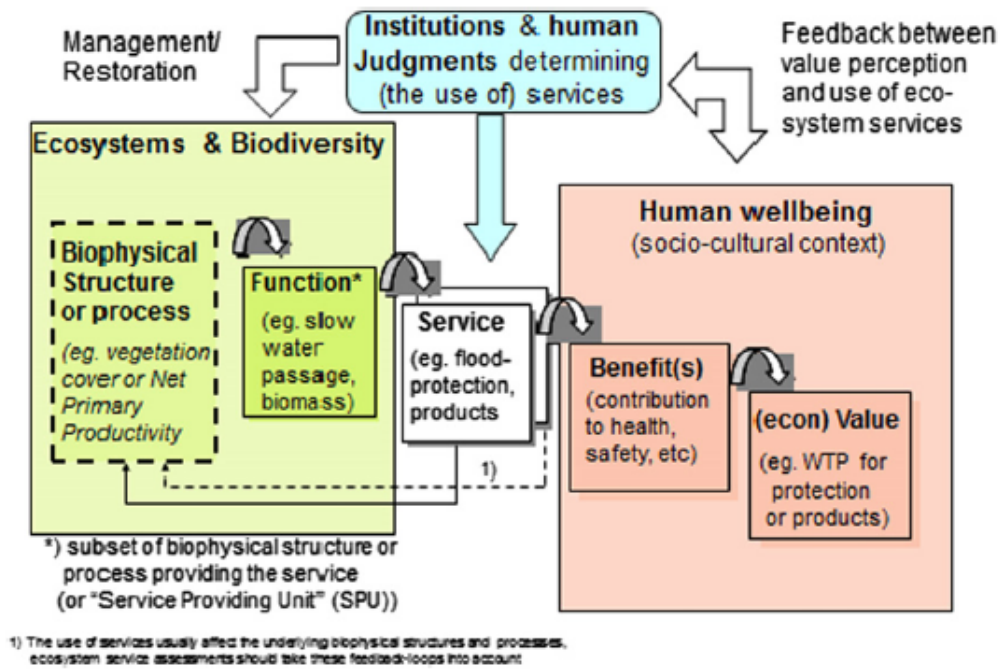 Management/
Restoration
Institutions & human
Judgments determining
(the use of) services
Feedback between
value perception
and use of eco-
system services
Ecosystems & Biodiversity
Biophysical
Structure
or process
(eg. vegetation
cover or Net
Primary
Productivity
Function*
(eg. slow
water
passage,
biomass)
Service
(eg. flood-
protection,
products
Human wellbeing
(socio-cultural context)
Benefit(s)
(contribution
to health,
safety, etc)
(econ) Value
(eg. WTP for
protection
or products)
1)
*) subset of biophysical structure or
process providing the service
(or “Service Providing Unit” (SPU))
1) The use of services usually affect the underlying biophysical structures and processes,
ecosystem service assessments should take these feedback-loops into account